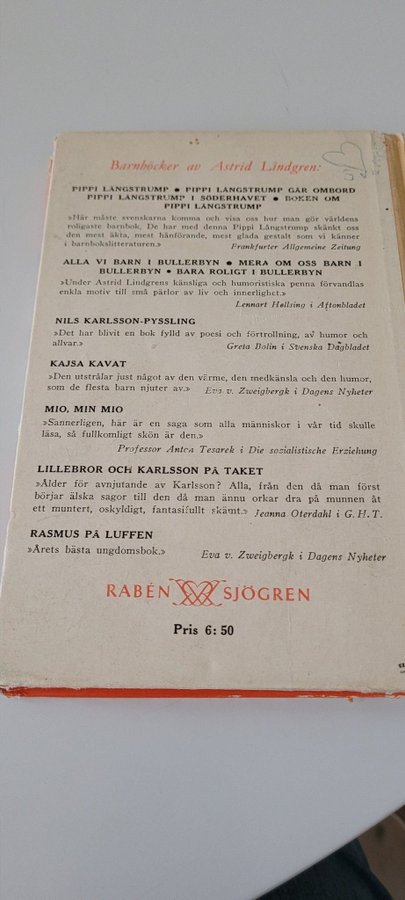 Barnböcker av Astrid Lindgren:
PIPPI LÅNGSTRUMP ● PIPPI LÅNGSTRUMP GÅR OMBORD
PIPPI LÅNGSTRUMP I SÖDERHAVET ● BOKEN OM
PIPPI LÅNGSTRUMP
»Här måste svenskarna komma och visa oss hur man gör världens
roligaste barnbok. De har med denna Pippi Långstrump skänkt oss
den mest äkta, mest hänförande, mest glada gestalt som vi känner
i barnbokslitteraturen.» Frankfurter Allgemeine Zeitung
ALLA VI BARN I BULLERBYN ● MERA OM OSS BARN I
BULLERBYN ● BARA ROLIGT I BULLERBYN
»Under Astrid Lindgrens känsliga och humoristiska penna förvandlas
enkla motiv till små pärlor av liv och innerlighet.»
Lennart Hellsing i Aftonbladet
NILS KARLSSON-PYSSLING
»Det har blivit en bok fylld av poesi och förtrollning, av humor och
allvar.» Greta Bolin i Svenska Dagbladet
KAJSA KAVAT
»Den utstrålar just något av den värme, den medkänsla och den humor,
som de flesta barn njuter av.» Eva v. Zweigbergk i Dagens Nyheter
MIO, MIN MIO
»Sannerligen, här är en saga som alla människor i vår tid skulle
läsa, så fullkomligt skön är den.»
Professor Anton Tesarek i Die sozialistische Erziehung
LILLEBROR OCH KARLSSON PÅ TAKET
»Ålder för avnjutande av Karlsson? Alla, från den då man först
börjar älska sagor till den då man ännu orkar dra på munnen åt
ett muntert, oskyldigt, fantasifullt skämt.» Jeanna Oterdahl i G.H.T.
RASMUS PÅ LUFFEN
»Årets bästa ungdomsbok.» Eva v. Zweigbergk i Dagens Nyheter
RABÉN SJÖGREN
Pris 6:50